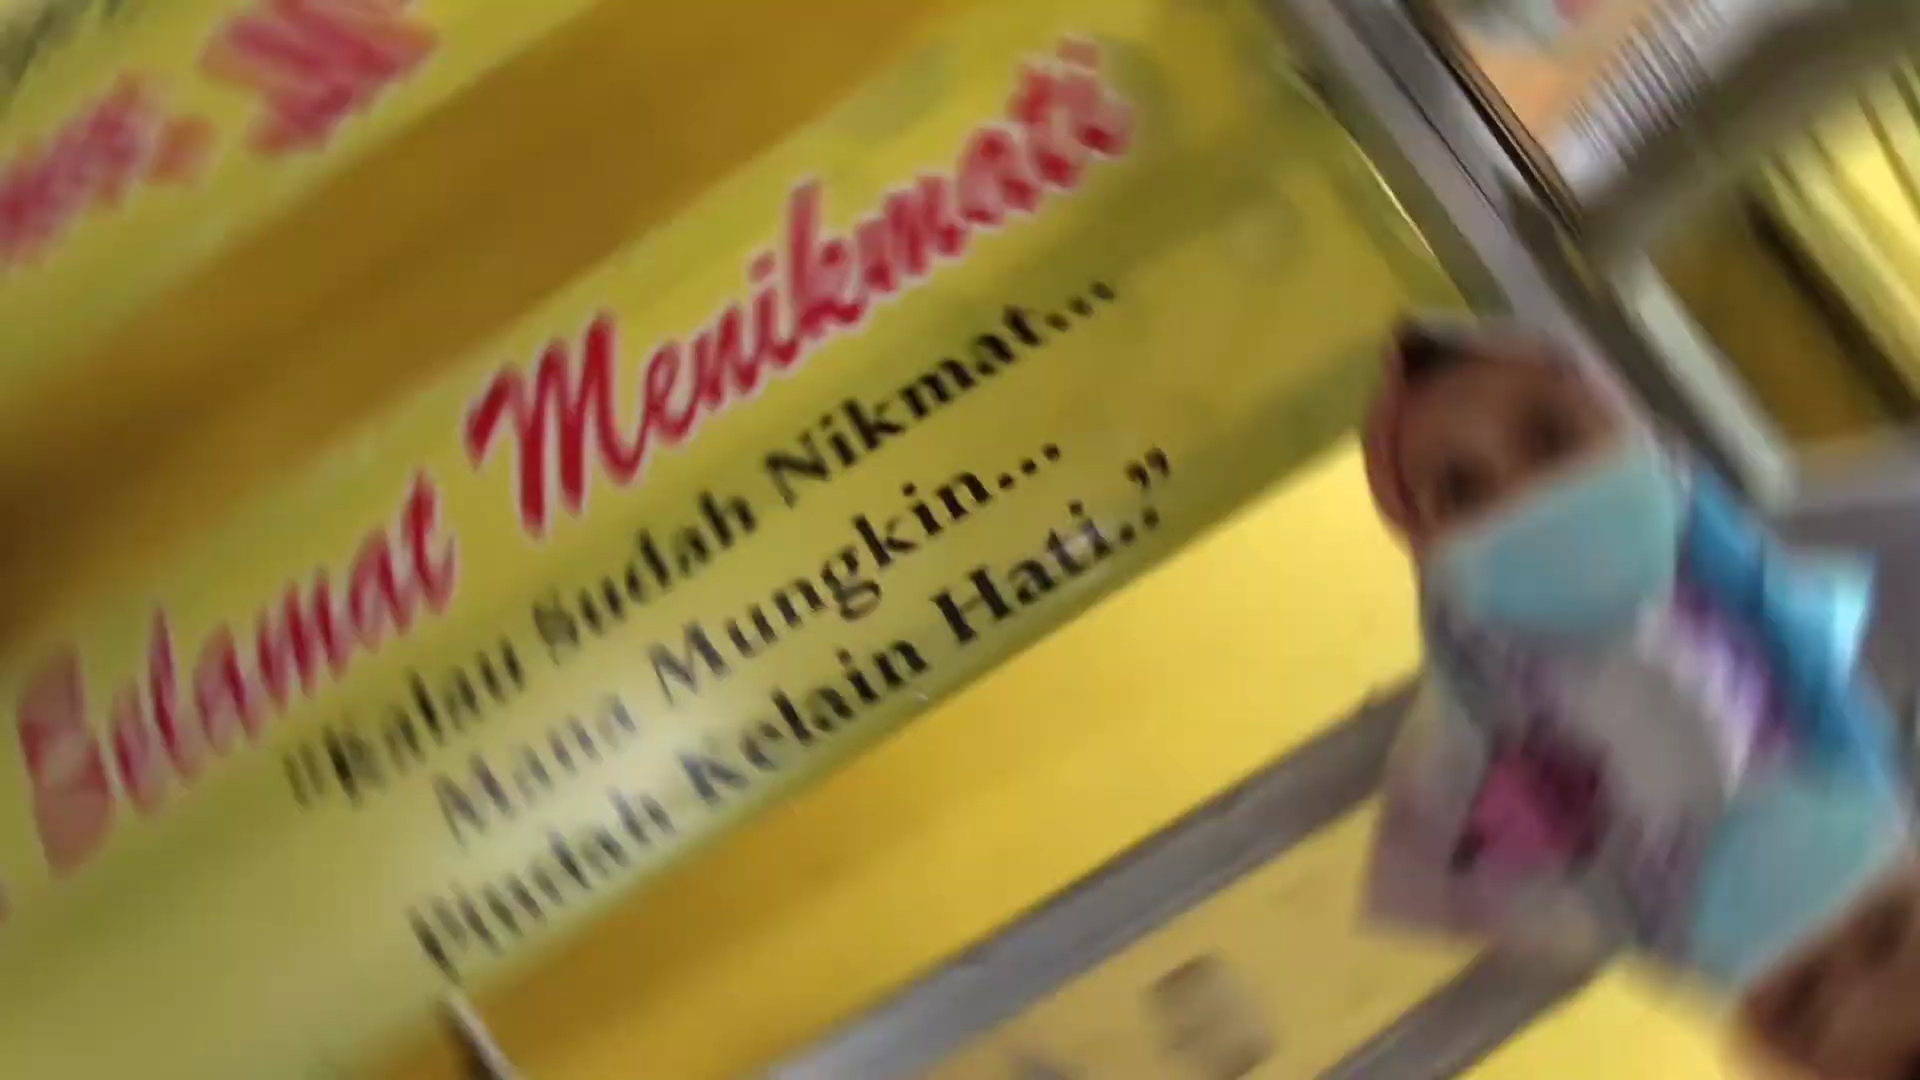 Selamat Menikmati
"Kalau Sudah Nikmat...
Mana Mungkin...
Pindah Kelain Hati.."